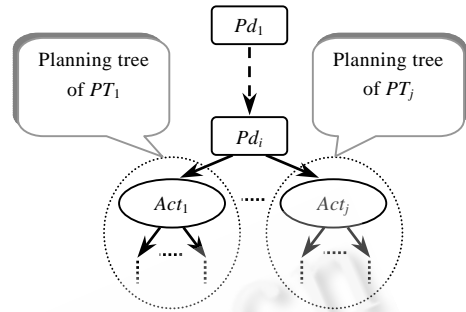 Pd1
Planning tree
of PT1
Planning tree
of PTj
Pdi
Act1
Actj